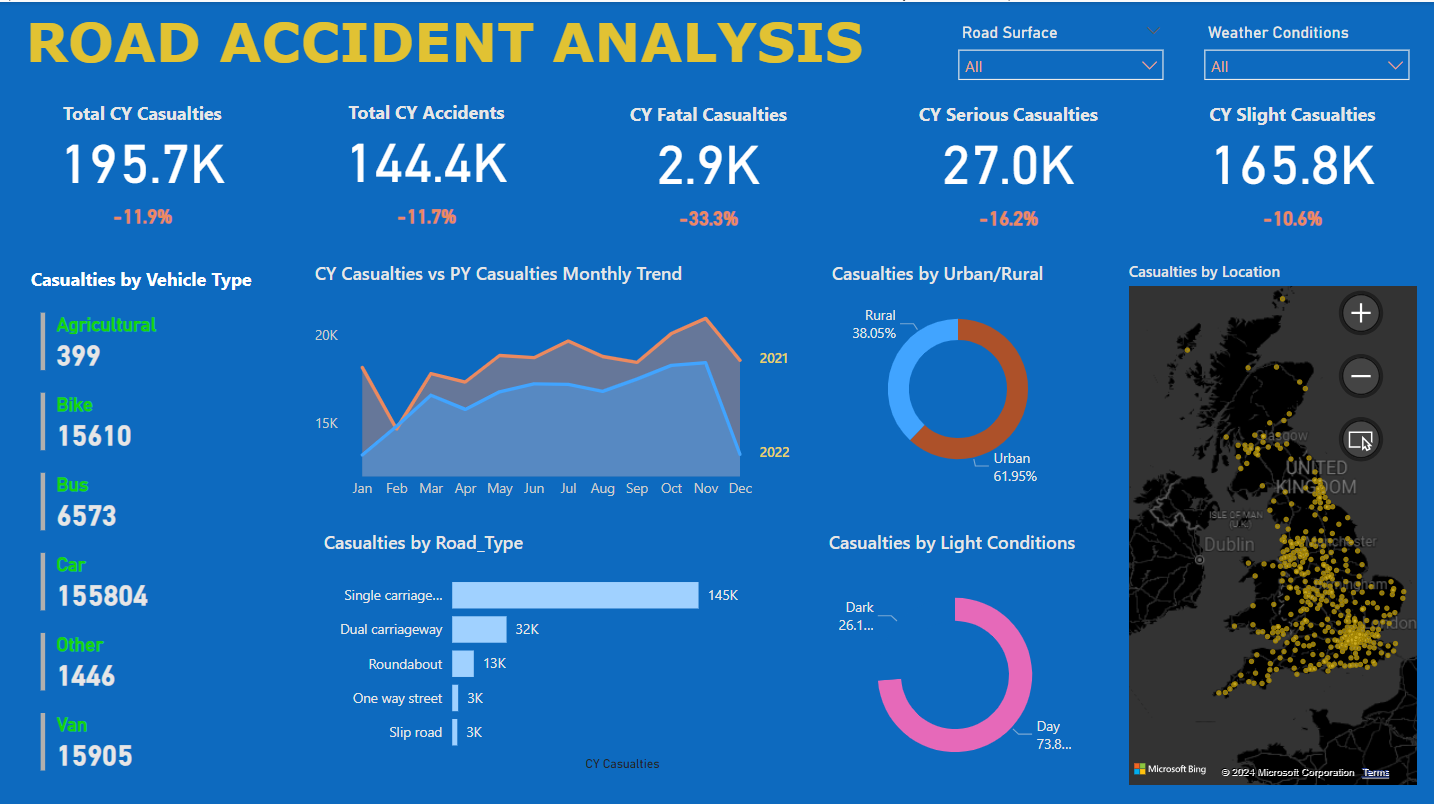 ROAD ACCIDENT ANALYSIS
Road Surface
All
Weather Conditions
All
Total CY Casualties
195.7K
-11.9%
Total CY Accidents
144.4K
-11.7%
CY Fatal Casualties
2.9K
-33.3%
CY Serious Casualties
27.0K
-16.2%
CY Slight Casualties
165.8K
-10.6%
Casualties by Vehicle Type
Agricultural
399
Bike
15610
Bus
6573
Car
155804
Other
1446
Van
15905
CY Casualties vs PY Casualties Monthly Trend
20K
15K
2021
2022
Jan Feb Mar Apr May Jun Jul Aug Sep Oct Nov Dec
Casualties by Road_Type
Single carriage... 145K
Dual carriageway 32K
Roundabout 13K
One way street 3K
Slip road 3K
CY Casualties
Casualties by Urban/Rural
Rural
38.05%
Urban
61.95%
Casualties by Light Conditions
Dark
26.1...
Day
73.8...
Casualties by Location
Glasgow
UNITED
KINGDOM
ISLE OF MAN
(U.K.)
Dublin
Microsoft Bing
© 2024 Microsoft Corporation Terms